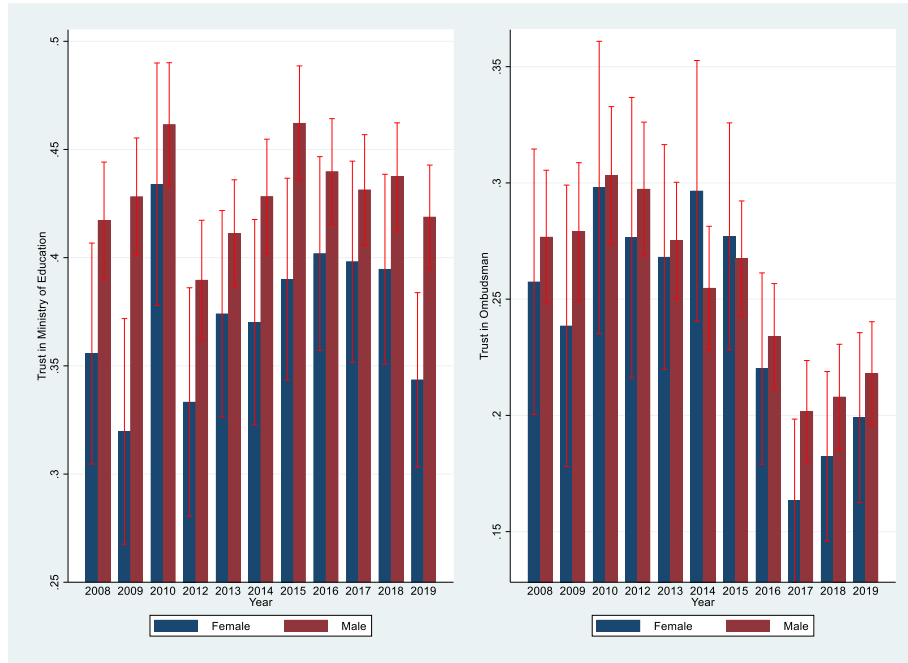 Trust in Ministry of Education
.5
.45
.4
.35
.3
.25
2008 2009 2010 2012 2013 2014 2015 2016 2017 2018 2019
Year
Female Male
Trust in Ombudsman
.35
.3
.25
.2
.15
2008 2009 2010 2012 2013 2014 2015 2016 2017 2018 2019
Year
Female Male